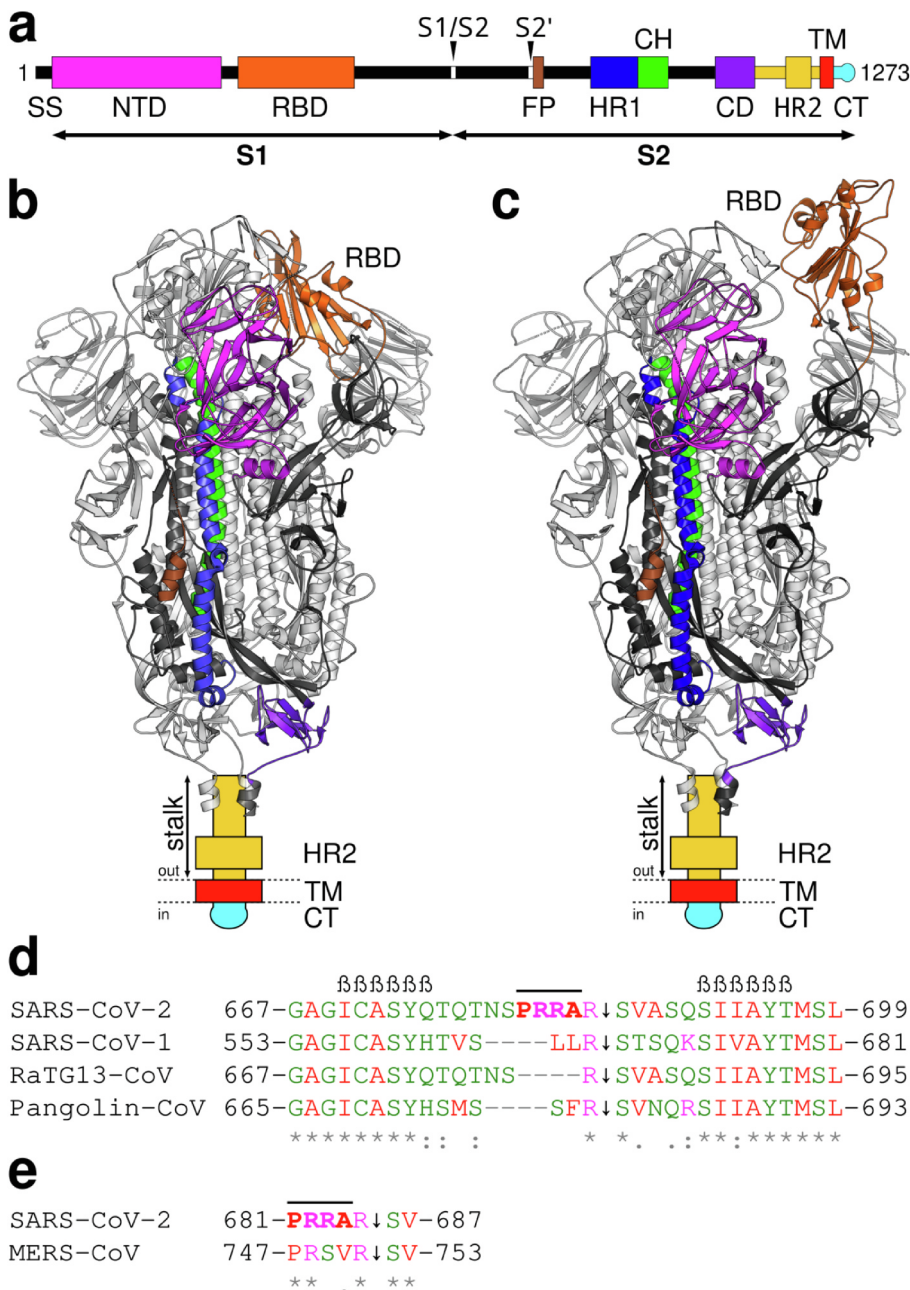 a
S1/S2 S2' CH TM
1 1273
SS NTD RBD FP HR1 CD HR2 CT
S1 S2
b c
RBD
RBD
stalk
HR2
out
TM
in
CT
stalk
HR2
out
TM
in
CT
d
ßßßßßß ßßßßßß
SARS-CoV-2 667-GAGICASYQTQTNSPRRAR↓SVASQSIIAYTMSL-699
SARS-CoV-1 553-GAGICASYHTVS----LLR↓STSQKSIVAYTMSL-681
RaTG13-CoV 667-GAGICASYQTQTNS----R↓SVASQSIIAYTMSL-695
Pangolin-CoV 665-GAGICASYHSMS----SFR↓SVNQRSIIAYTMSL-693
********:: : * *. .:**:******
e
SARS-CoV-2 681-PRRAR↓SV-687
MERS-CoV 747-PRSVR↓SV-753
** .* **